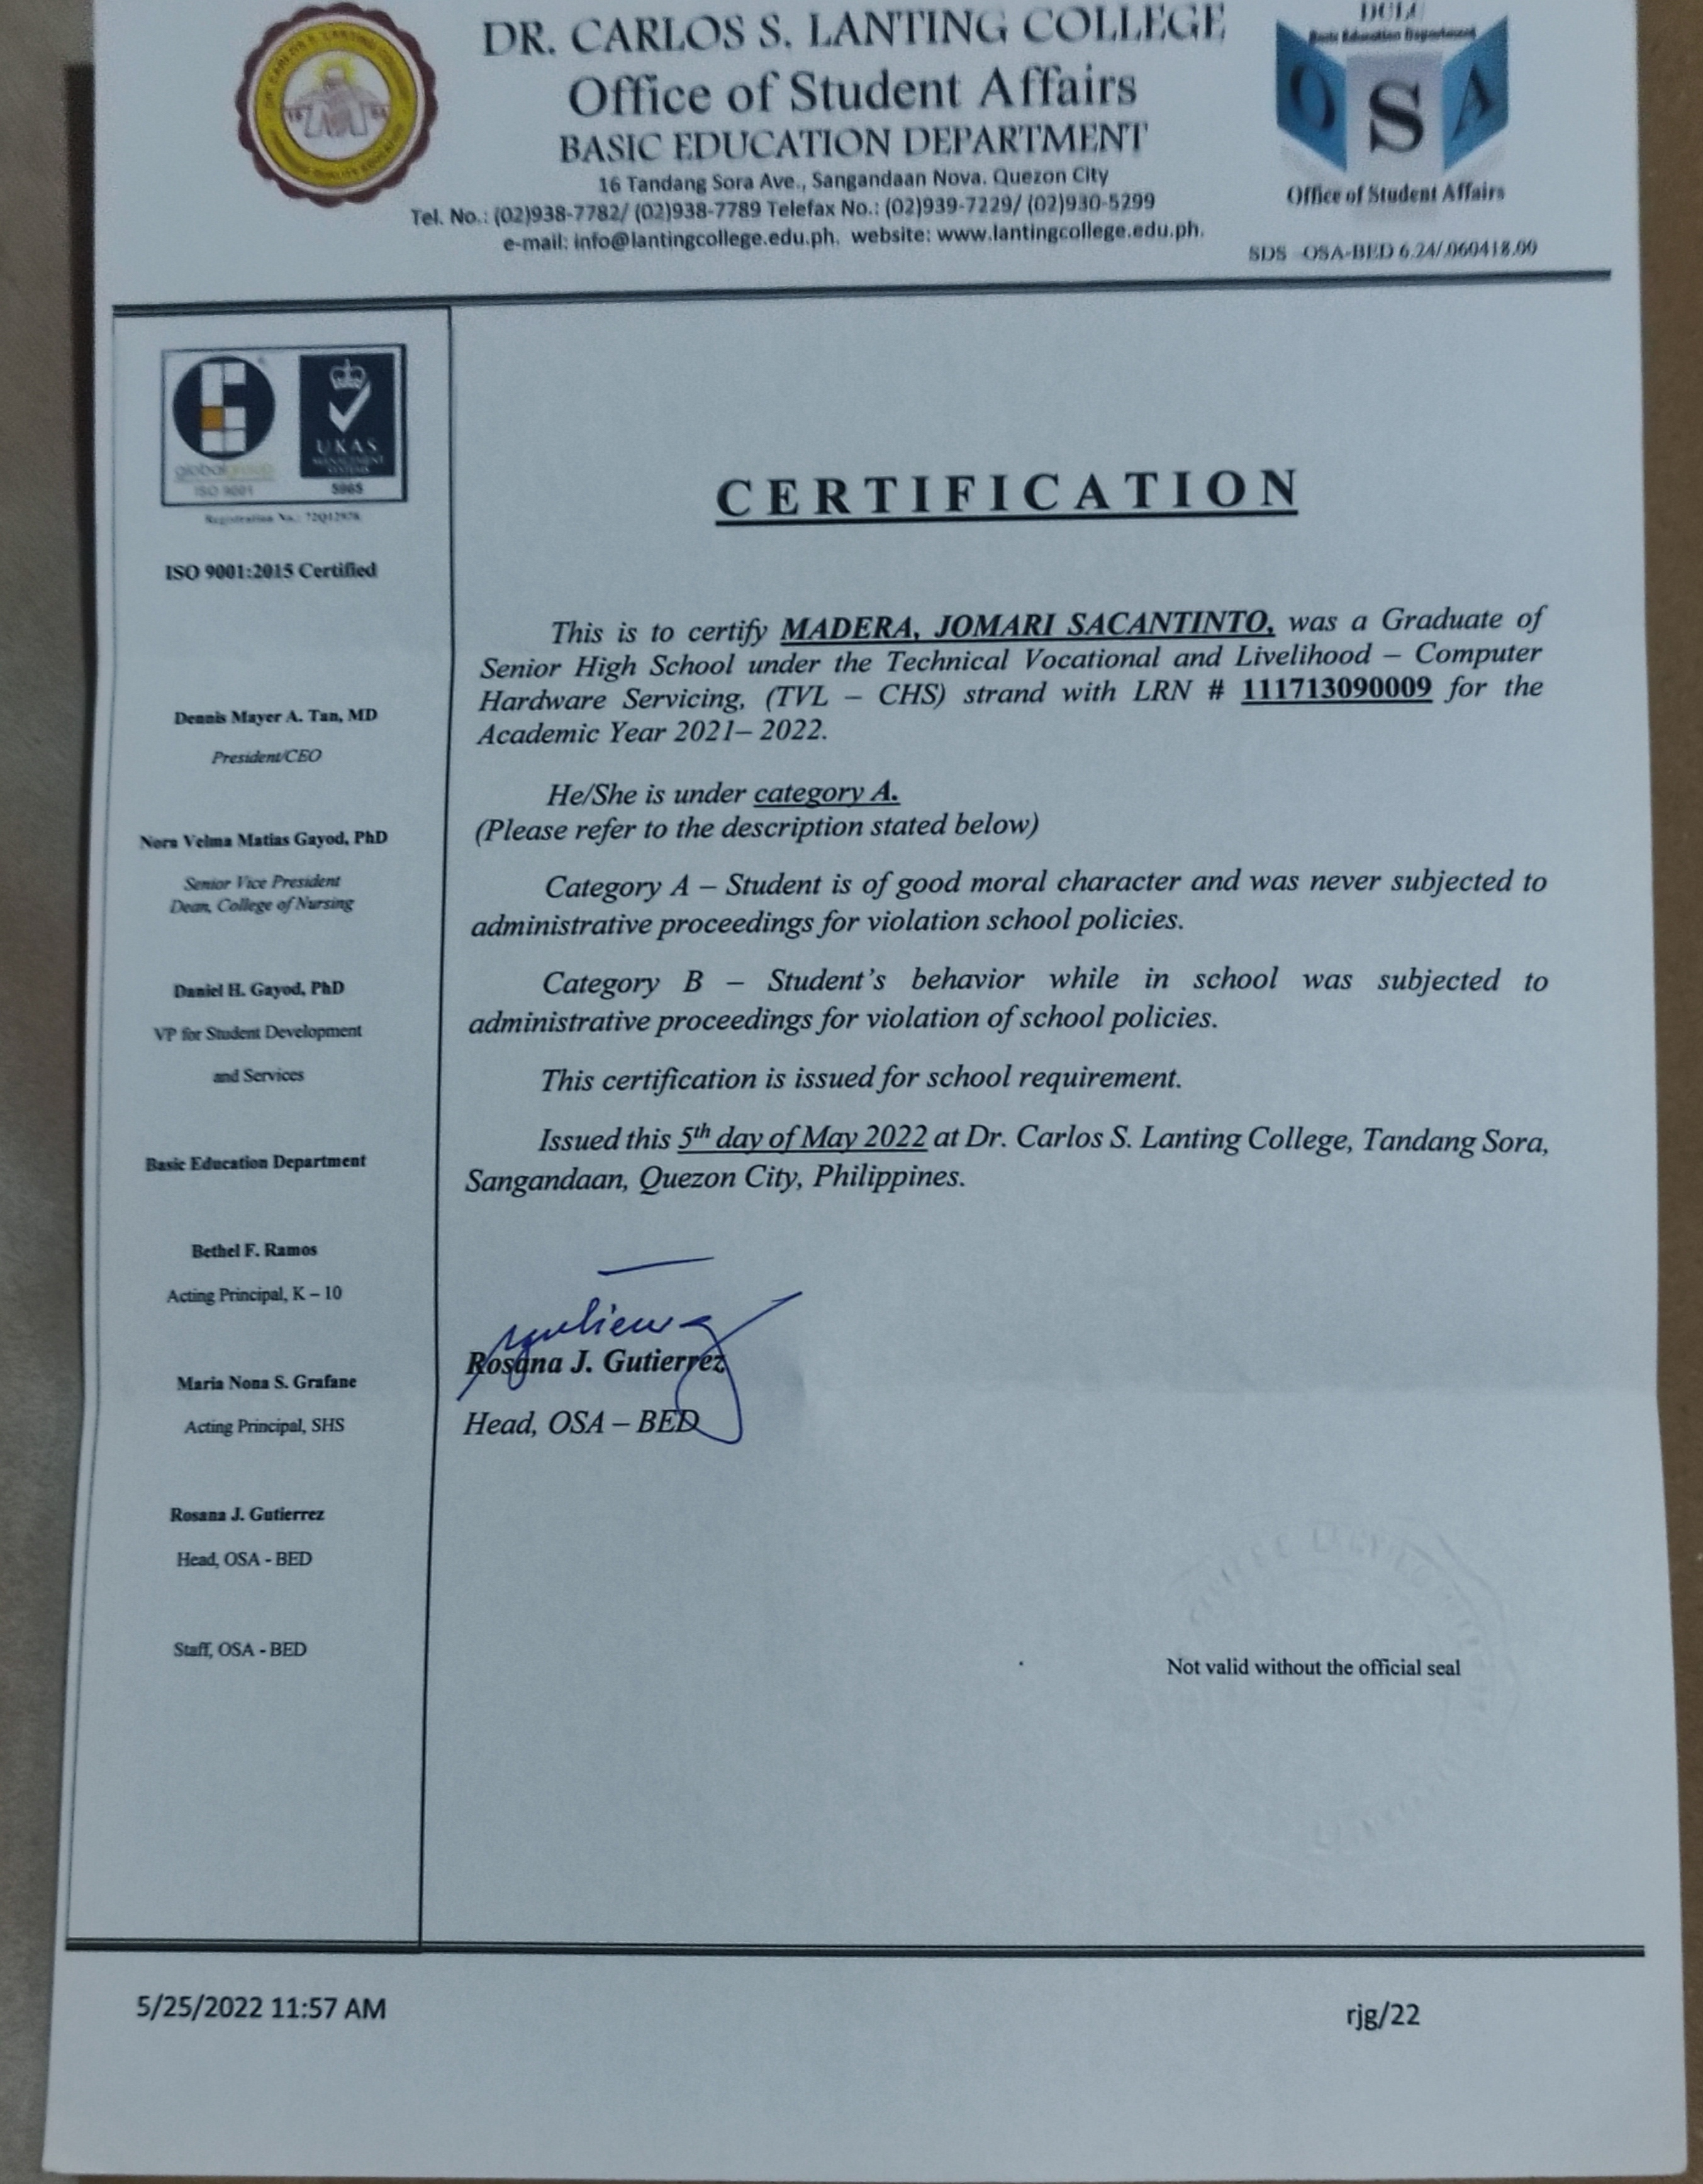 DR. CARLOS S. LANTING COLLEGE
Office of Student Affairs
BASIC EDUCATION DEPARTMENT
16 Tandang Sora Ave., Sangandaan Nova. Quezon City
Tel. No.: (02)938-7782/ (02)938-7789 Telefax No.: (02)939-7229/ (02)930-5299
e-mail: info@lantingcollege.edu.ph. website: www.lantingcollege.edu.ph.
DCLC
Basic Education Department
OSA
Office of Student Affairs
SDS OSA-BED 6.24/.060418.00
globalgroup
ISO 9001
UKAS
MANAGEMENT
SYSTEMS
ISO 9001:2015 Certified
Dennis Mayer A. Tan, MD
President/CEO
Nora Velma Matias Gayod, PhD
Senior Vice President
Dean, College of Nursing
Daniel H. Gayod, PhD
VP for Student Development
and Services
Basic Education Department
Bethel F. Ramos
Acting Principal, K – 10
Maria Nona S. Grafane
Acting Principal, SHS
Rosana J. Gutierrez
Head, OSA - BED
Staff, OSA - BED
CERTIFICATION
This is to certify MADERA, JOMARI SACANTINTO, was a Graduate of
Senior High School under the Technical Vocational and Livelihood – Computer
Hardware Servicing, (TVL – CHS) strand with LRN # 111713090009 for the
Academic Year 2021– 2022.
He/She is under category A.
(Please refer to the description stated below)
Category A – Student is of good moral character and was never subjected to
administrative proceedings for violation school policies.
Category B – Student's behavior while in school was subjected to
administrative proceedings for violation of school policies.
This certification is issued for school requirement.
Issued this 5th day of May 2022 at Dr. Carlos S. Lanting College, Tandang Sora,
Sangandaan, Quezon City, Philippines.
Rosana J. Gutierrez
Head, OSA – BED
Not valid without the official seal
5/25/2022 11:57 AM
rjg/22